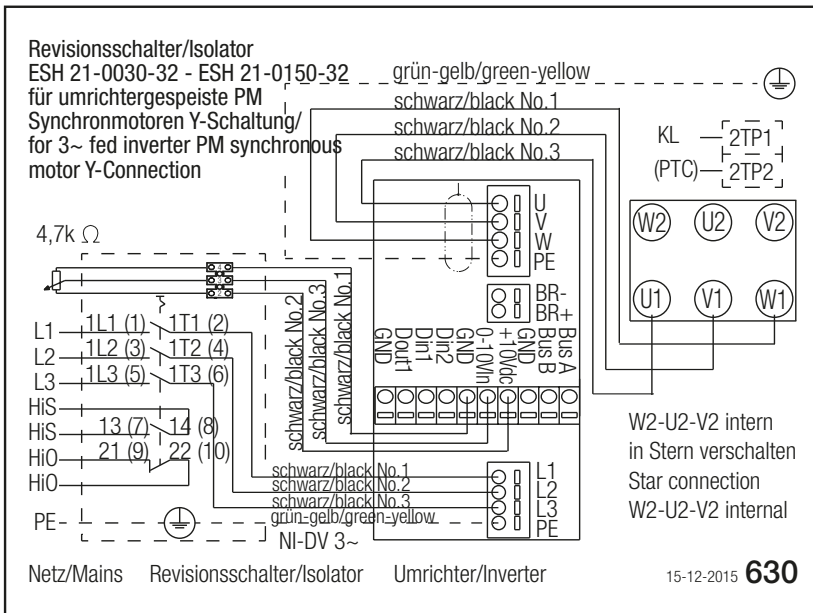 Revisionsschalter/Isolator
ESH 21-0030-32 - ESH 21-0150-32
für umrichtergespeiste PM
Synchronmotoren Y-Schaltung/
for 3~ fed inverter PM synchronous
motor Y-Connection
grün-gelb/green-yellow
schwarz/black No.1
schwarz/black No.2
schwarz/black No.3
KL 2TP1
(PTC) 2TP2
U
V
W
PE
BR-
BR+
W2 U2 V2
U1 V1 W1
4,7k Ω
4
3
2
schwarz/black No.2
schwarz/black No.3
schwarz/black No.1
GND
Dout1
Din1
Din2
GND
0-10Vin
+10Vdc
GND
Bus B
Bus A
L1 1L1 (1) 1T1 (2)
L2 1L2 (3) 1T2 (4)
L3 1L3 (5) 1T3 (6)
HiS
HiS 13 (7) 14 (8)
HiO 21 (9) 22 (10)
HiO
PE
schwarz/black No.1
schwarz/black No.2
schwarz/black No.3
grün-gelb/green-yellow
NI-DV 3~
L1
L2
L3
PE
W2-U2-V2 intern
in Stern verschalten
Star connection
W2-U2-V2 internal
Netz/Mains Revisionsschalter/Isolator Umrichter/Inverter
15-12-2015 630